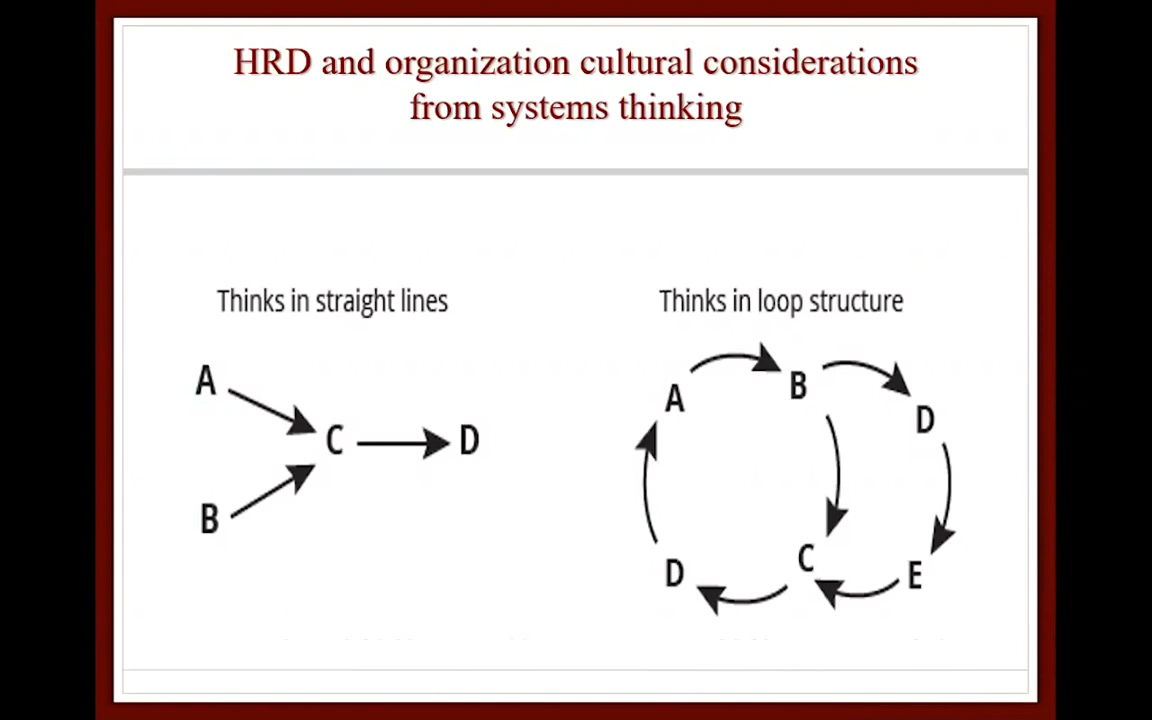 HRD and organization cultural considerations
from systems thinking
Thinks in straight lines
A
B
C
D
Thinks in loop structure
A
B
D
C
D
E